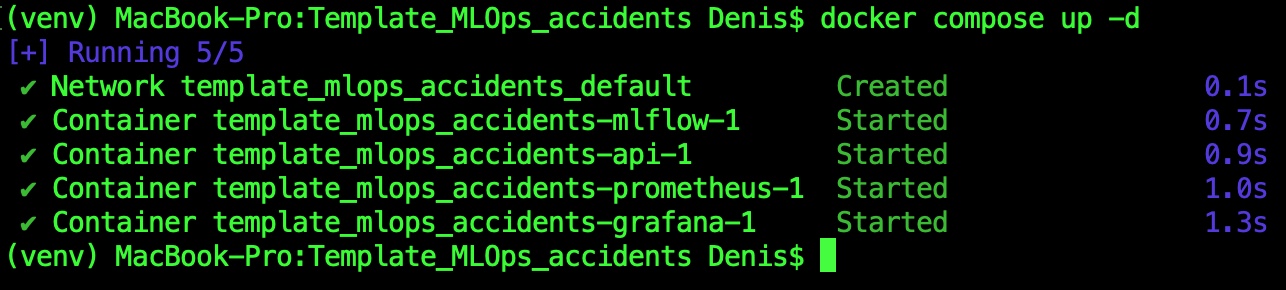 (venv) MacBook-Pro:Template_MLOps_accidents Denis$ docker compose up -d
[+] Running 5/5
✔ Network template_mlops_accidents_default Created 0.1s
✔ Container template_mlops_accidents-mlflow-1 Started 0.7s
✔ Container template_mlops_accidents-api-1 Started 0.9s
✔ Container template_mlops_accidents-prometheus-1 Started 1.0s
✔ Container template_mlops_accidents-grafana-1 Started 1.3s
(venv) MacBook-Pro:Template_MLOps_accidents Denis$